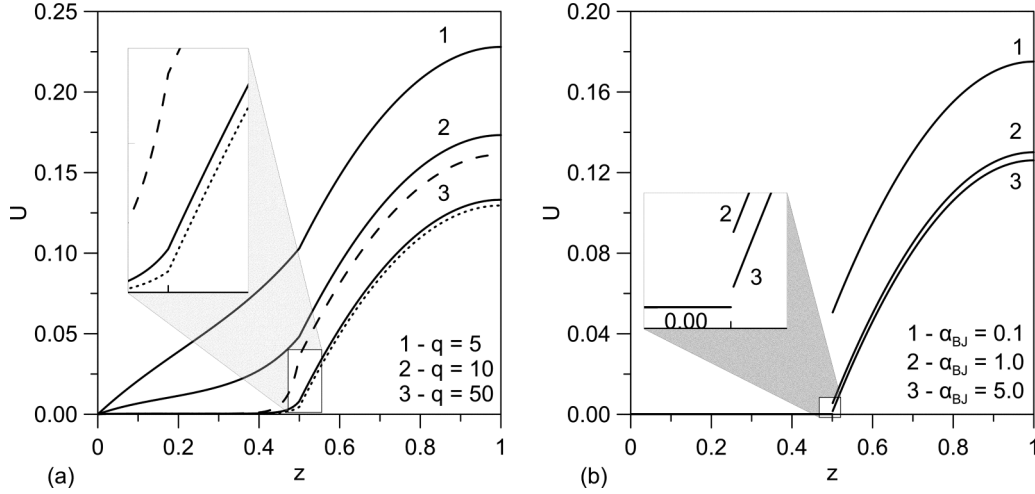 0.25
0.20
0.15
0.10
0.05
0.00
U
1
2
3
1 - q = 5
2 - q = 10
3 - q = 50
0 0.2 0.4 0.6 0.8 1
(a) z
0.20
0.16
0.12
0.08
0.04
0.00
U
1
2
3
2
3
0.00
1 - αBJ = 0.1
2 - αBJ = 1.0
3 - αBJ = 5.0
0 0.2 0.4 0.6 0.8 1
(b) z